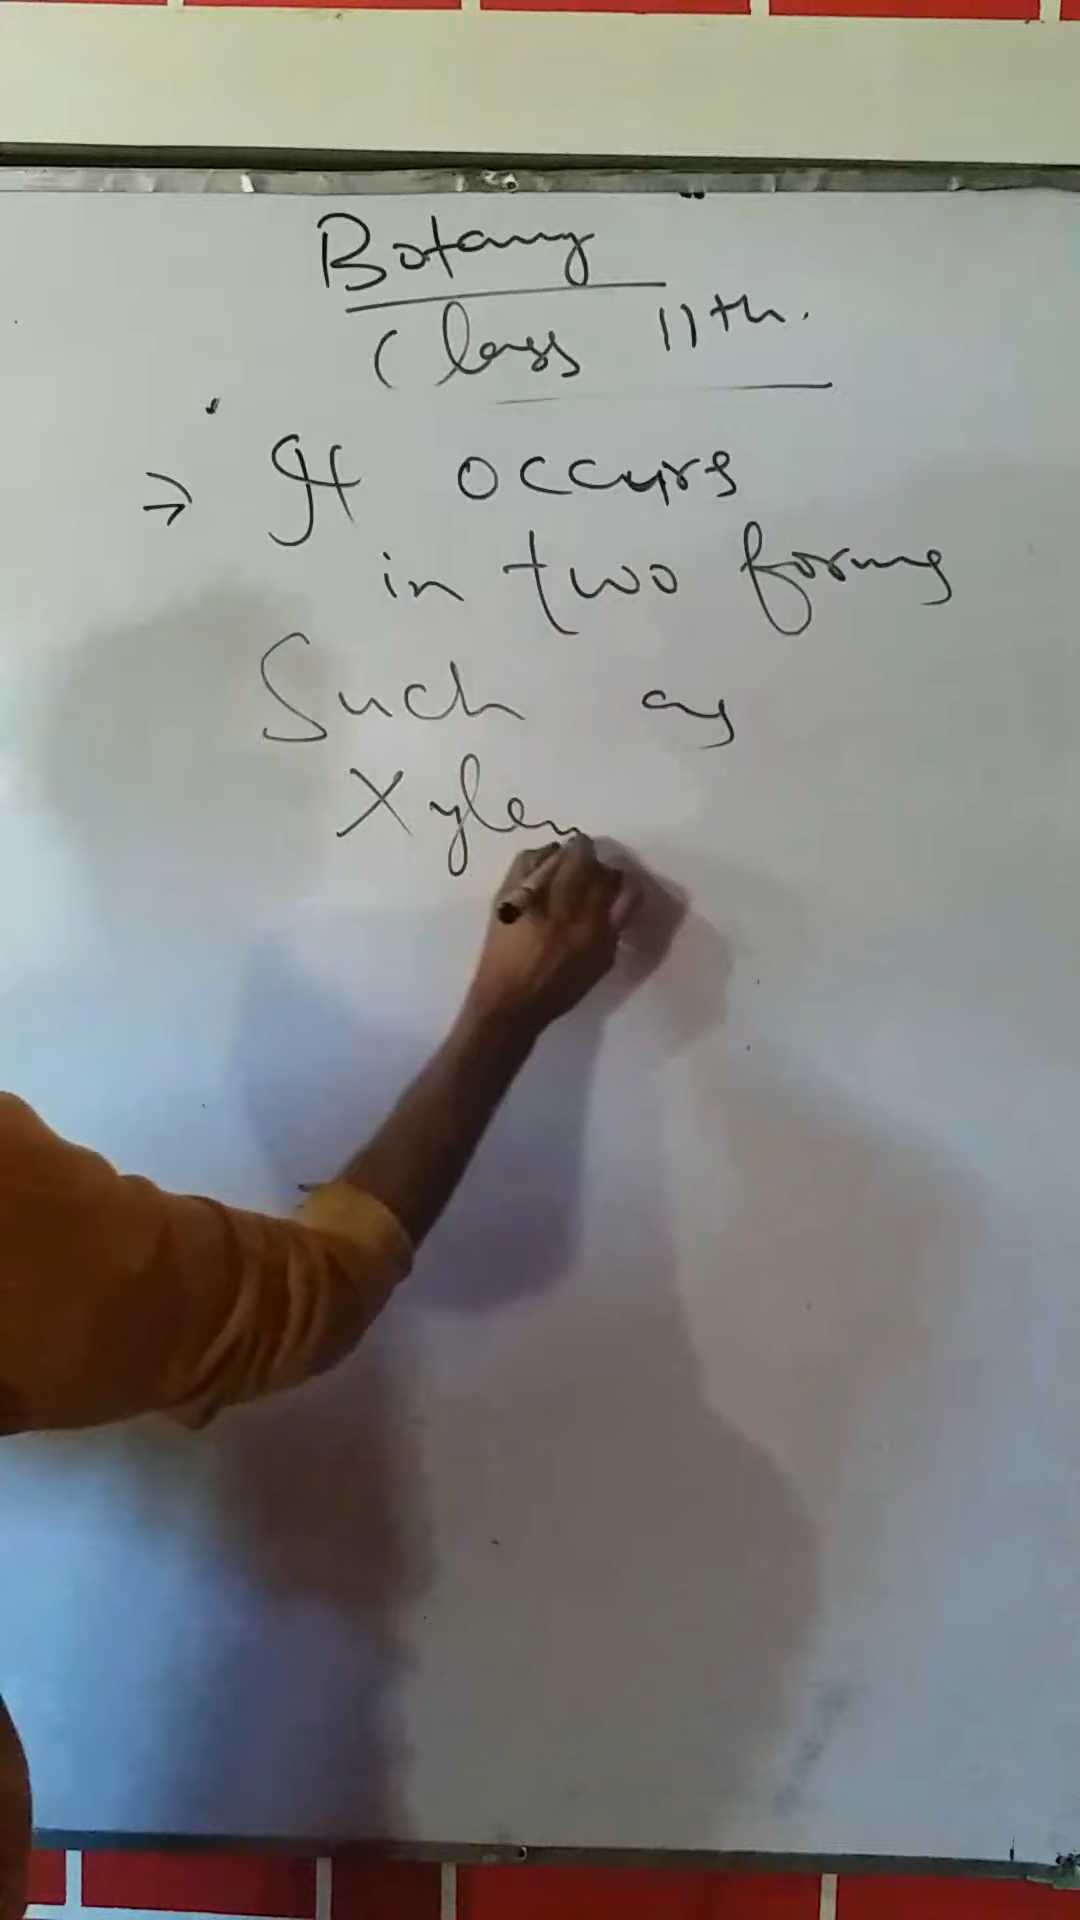 Botany
Class 11th.
→ It occurs
in two forms
Such as
Xylem